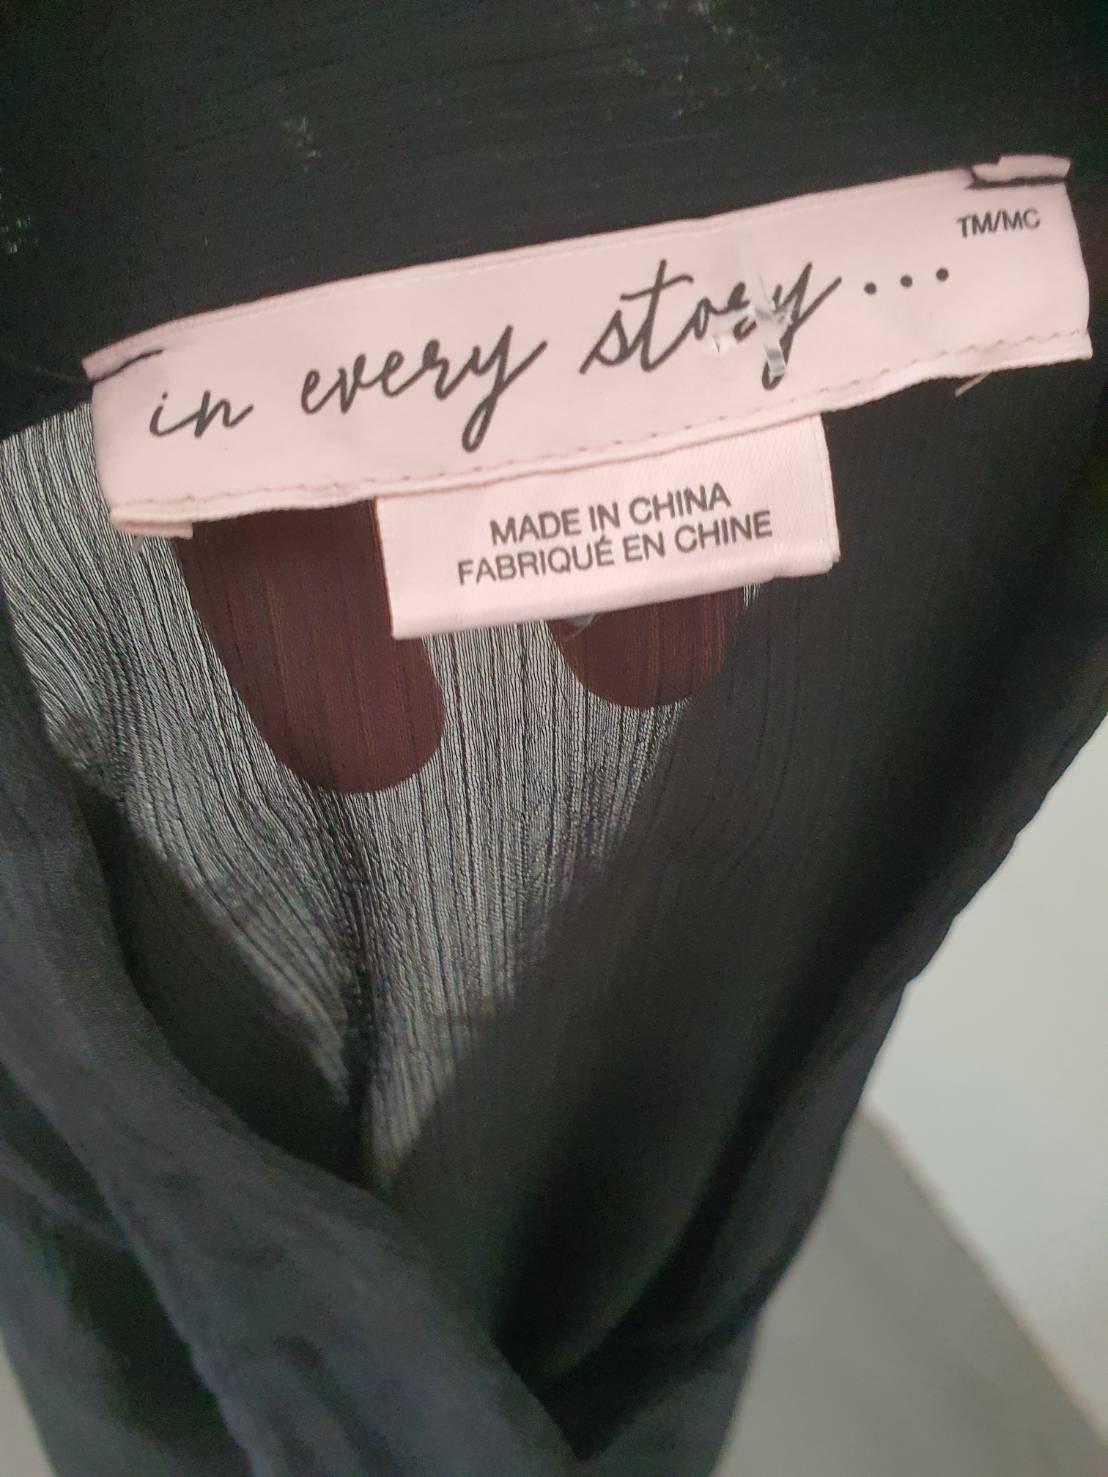 TM/MC
in every story...
MADE IN CHINA
FABRIQUÉ EN CHINE